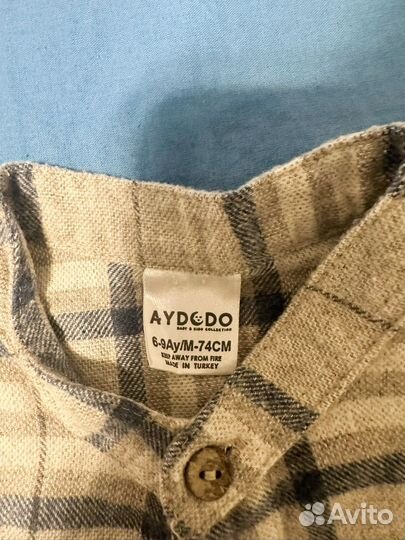 AYDODO
BABY & KIDS COLLECTION
6-9Ay/M-74CM
KEEP AWAY FROM FIRE
MADE IN TURKEY
Avito